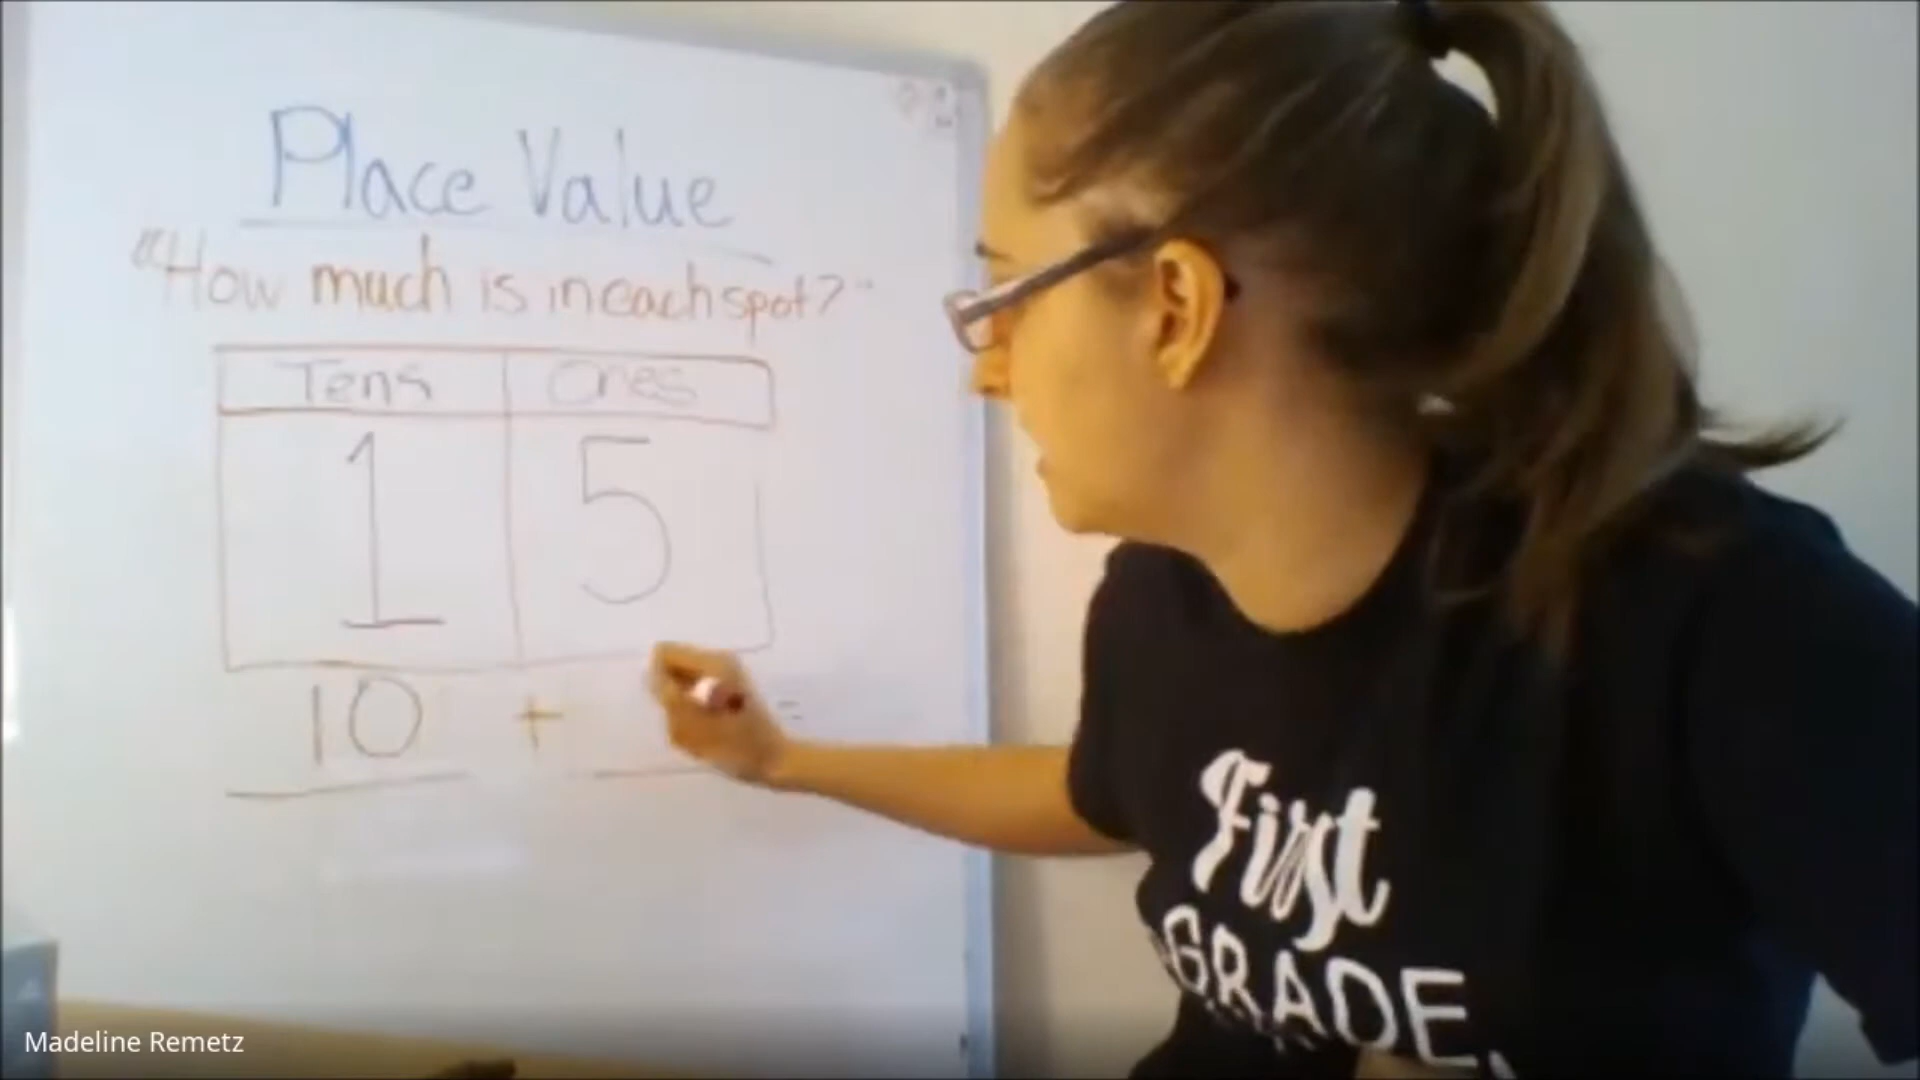 Place Value
"How much is in each spot?"
Tens Ones
1 5
10 + =
First
GRADE
Madeline Remetz